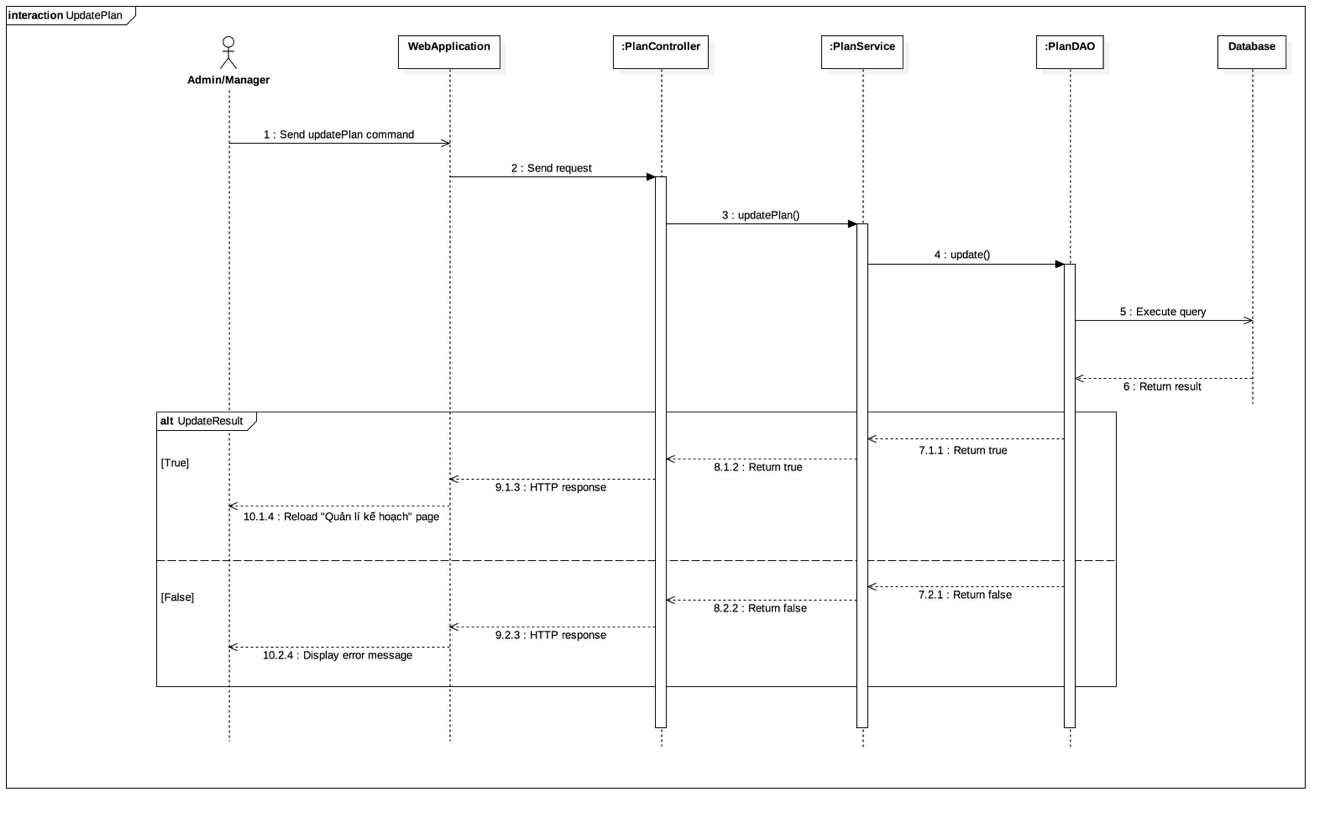 interaction UpdatePlan
Admin/Manager
WebApplication
:PlanController
:PlanService
:PlanDAO
Database
1 : Send updatePlan command
2 : Send request
3 : updatePlan()
4 : update()
5 : Execute query
6 : Return result
alt UpdateResult
[True]
7.1.1 : Return true
8.1.2 : Return true
9.1.3 : HTTP response
10.1.4 : Reload "Quản lí kế hoạch" page
[False]
7.2.1 : Return false
8.2.2 : Return false
9.2.3 : HTTP response
10.2.4 : Display error message